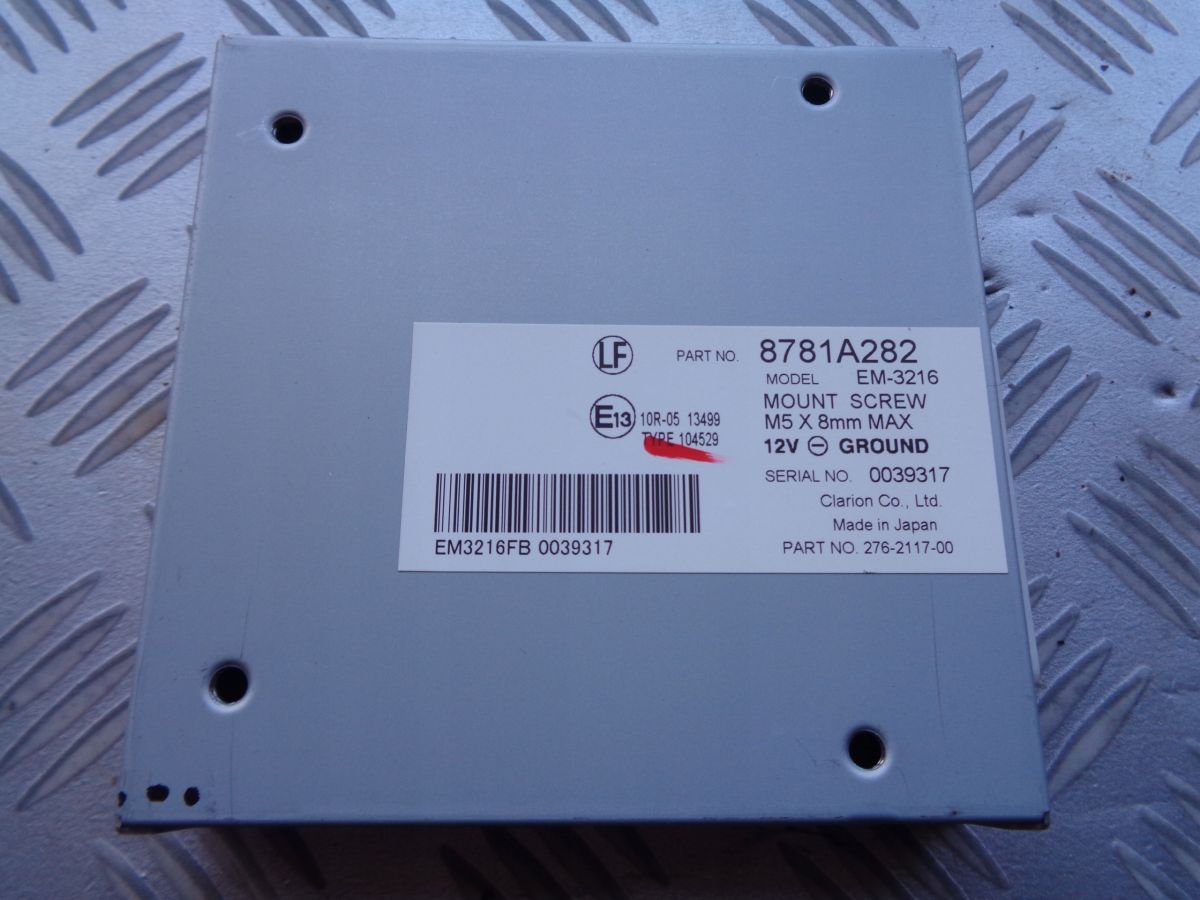 LF PART NO. 8781A282
MODEL EM-3216
MOUNT SCREW
E13 10R-05 13499
M5 X 8mm MAX
TYPE 104529
12V ⊖ GROUND
SERIAL NO. 0039317
Clarion Co., Ltd.
Made in Japan
EM3216FB 0039317
PART NO. 276-2117-00